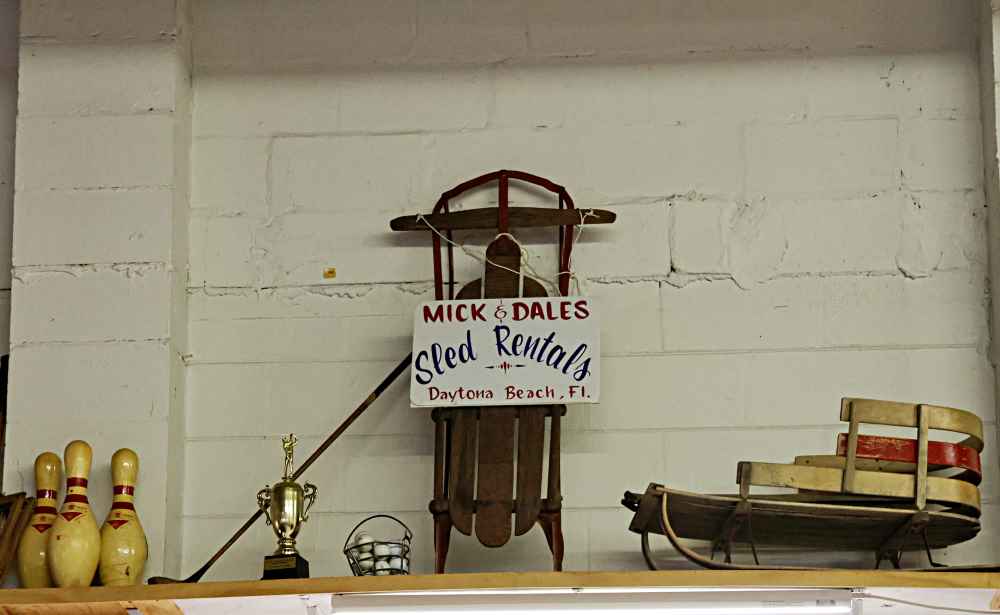 MICK & DALES
Sled Rentals
Daytona Beach, Fl.